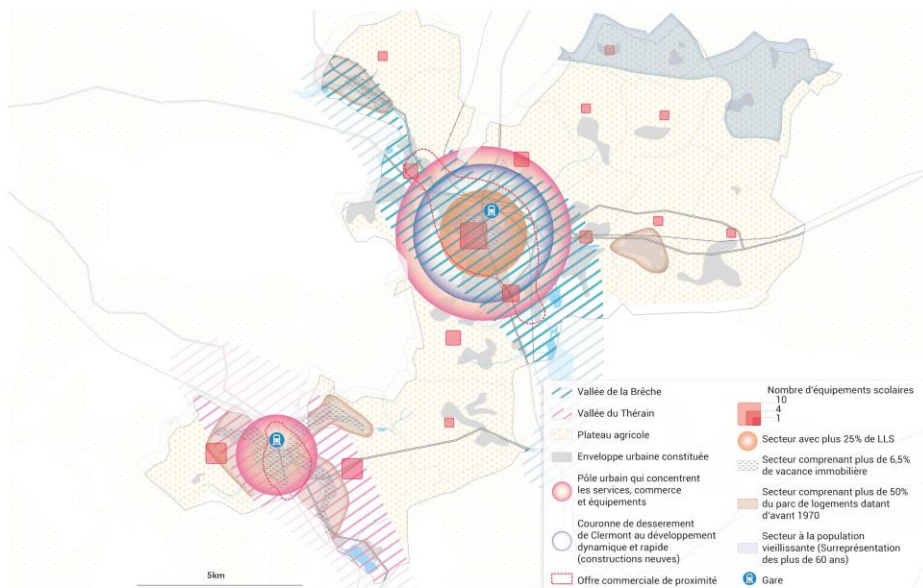 Vallée de la Brêche
Vallée du Thérain
Plateau agricole
Enveloppe urbaine constituée
Pôle urbain qui concentrent
les services, commerce
et équipements
Couronne de desserement
de Clermont au développement
dynamique et rapide
(constructions neuves)
Offre commerciale de proximité
Nombre d'équipements scolaires
10
4
1
Secteur avec plus 25% de LLS
Secteur comprenant plus de 6,5%
de vacance immobilière
Secteur comprenant plus de 50%
du parc de logements datant
d'avant 1970
Secteur à la population
vieillissante (Surreprésentation
des plus de 60 ans)
Gare
5km